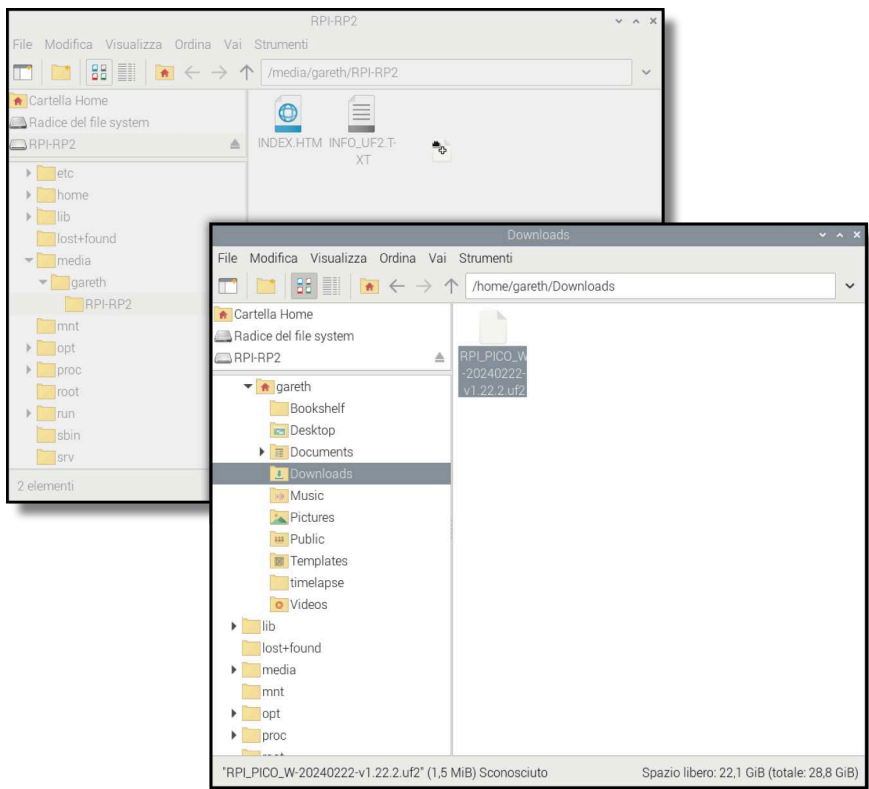 RPI-RP2
File Modifica Visualizza Ordina Vai Strumenti
/media/gareth/RPI-RP2
Cartella Home
Radice del file system
RPI-RP2
etc
home
lib
lost+found
media
gareth
RPI-RP2
mnt
opt
proc
root
run
sbin
srv
2 elementi
INDEX.HTM INFO_UF2.T-
XT
Downloads
File Modifica Visualizza Ordina Vai Strumenti
/home/gareth/Downloads
Cartella Home
Radice del file system
RPI-RP2
gareth
Bookshelf
Desktop
Documents
Downloads
Music
Pictures
Public
Templates
timelapse
Videos
lib
lost+found
media
mnt
opt
proc
RPI_PICO_W
-20240222-
v1.22.2.uf2
"RPI_PICO_W-20240222-v1.22.2.uf2" (1,5 MiB) Sconosciuto
Spazio libero: 22,1 GiB (totale: 28,8 GiB)